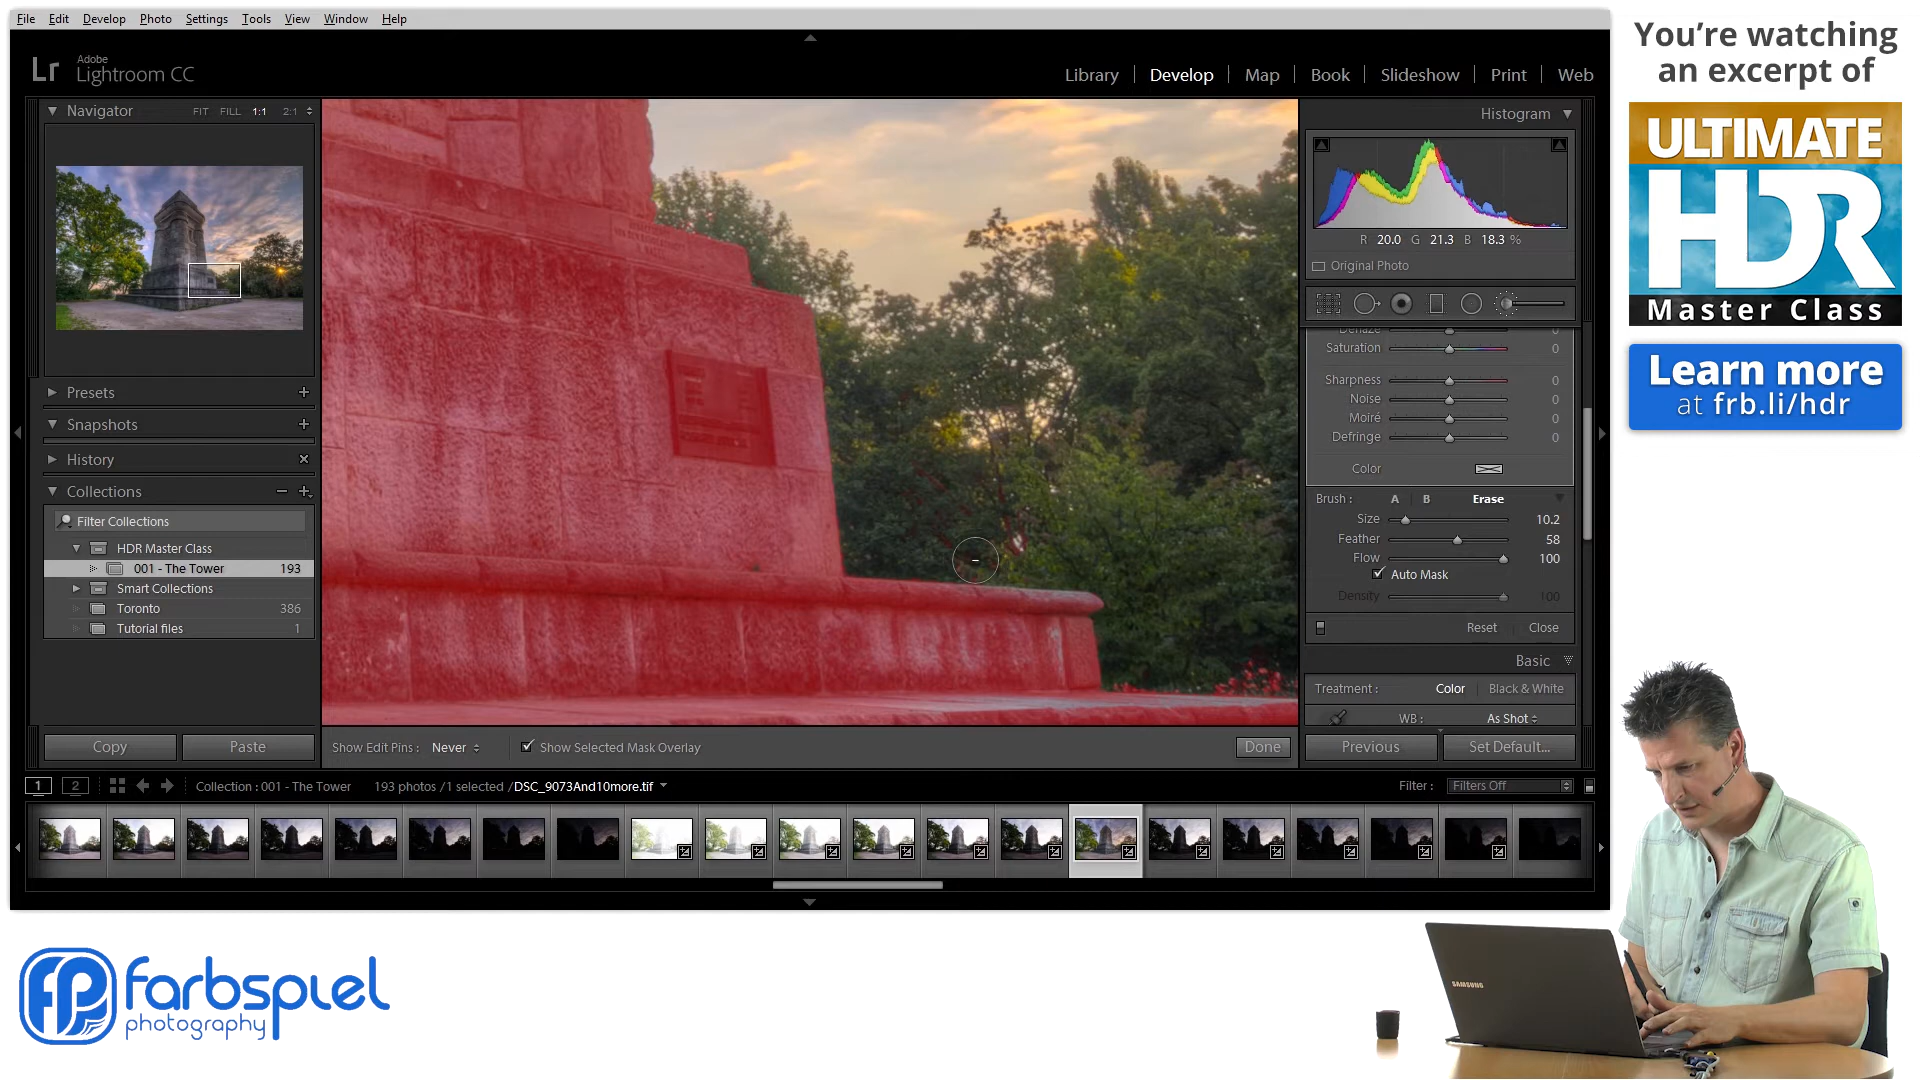 File Edit Develop Photo Settings Tools View Window Help
Lr Adobe Lightroom CC
Library Develop Map Book Slideshow Print Web
Navigator FIT FILL 1:1 2:1
Presets
Snapshots
History
Collections
Filter Collections
HDR Master Class
001 - The Tower 193
Smart Collections
Toronto 386
Tutorial files 1
Copy Paste
Show Edit Pins : Never Show Selected Mask Overlay Done
Histogram
R 20.0 G 21.3 B 18.3 %
Original Photo
Dehaze 0
Saturation 0
Sharpness 0
Noise 0
Moiré 0
Defringe 0
Color
Brush : A B Erase
Size 10.2
Feather 58
Flow 100
Auto Mask
Density 100
Reset Close
Basic
Treatment : Color Black & White
WB : As Shot
Previous Set Default...
1 2 Collection : 001 - The Tower 193 photos /1 selected /DSC_9073And10more.tif Filter : Filters Off
You're watching
an excerpt of
ULTIMATE
HDR
Master Class
Learn more
at frb.li/hdr
fp farbspiel
photography
SAMSUNG